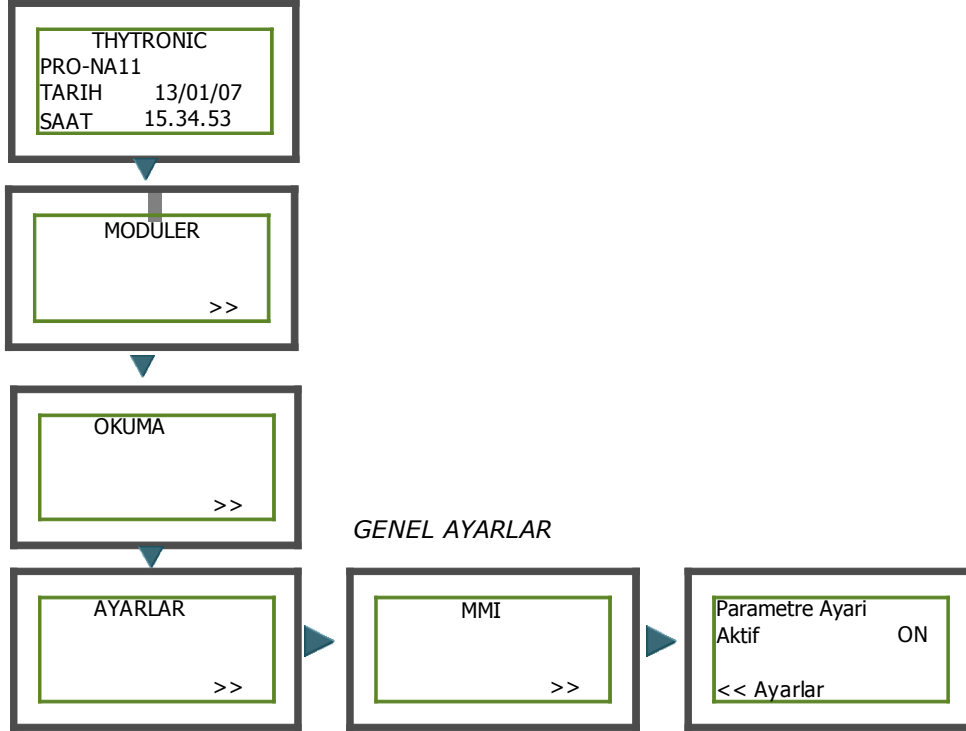 THYTRONIC
PRO-NA11
TARIH 13/01/07
SAAT 15.34.53
MODULER
>>
OKUMA
>>
GENEL AYARLAR
AYARLAR
>>
MMI
>>
Parametre Ayari
Aktif ON
<< Ayarlar